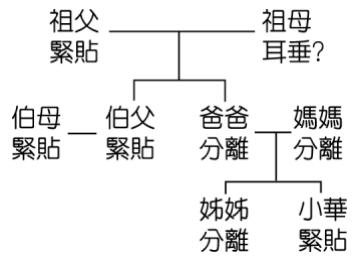 祖父 祖母
緊貼 耳垂?
伯母 伯父 爸爸 媽媽
緊貼 緊貼 分離 分離
姊姊 小華
分離 緊貼